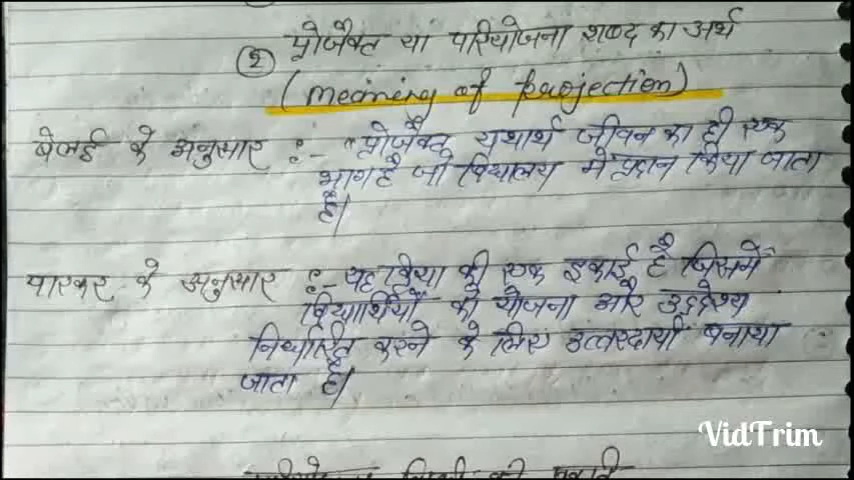 ② प्रोजेक्ट या परियोजना शब्द का अर्थ
(Meaning of Projection)
बेलार्ड के अनुसार :- "प्रोजेक्ट यथार्थ जीवन का ही एक
भाग है जो विद्यालय में प्रदान किया जाता
है।
पारकर के अनुसार :- यह क्रिया की एक इकाई है जिसमें
विद्यार्थियों को योजना और उद्देश्य
निर्धारित करने के लिए उत्तरदायी बनाया
जाता है।
VidTrim